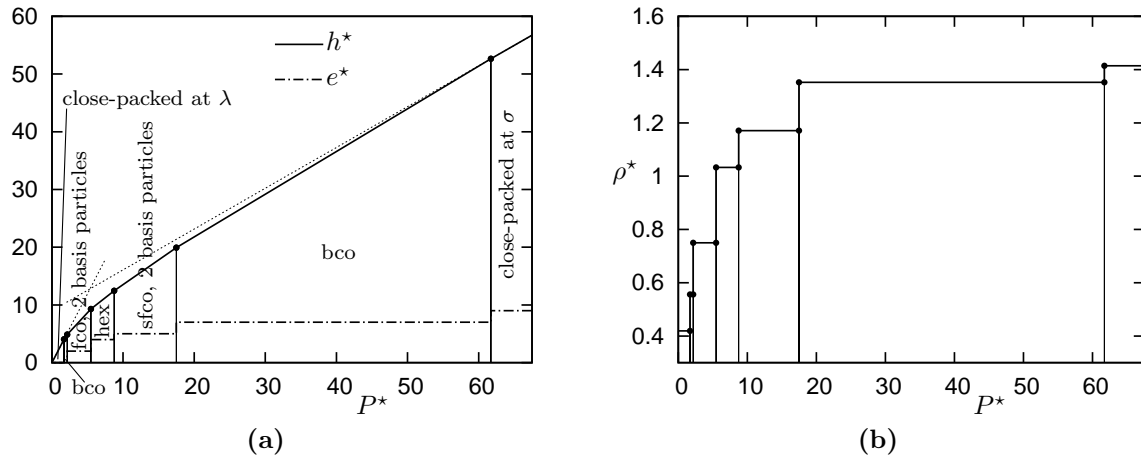 60
50
40
30
20
10
0
h⋆
e⋆
close-packed at λ
fco, 2 basis particles
hex
sfco, 2 basis particles
bco
close-packed at σ
bco
0 10 20 30 40 50 60
P⋆
(a)
1.6
1.4
1.2
1
0.8
0.6
0.4
ρ⋆
0 10 20 30 40 50 60
P⋆
(b)